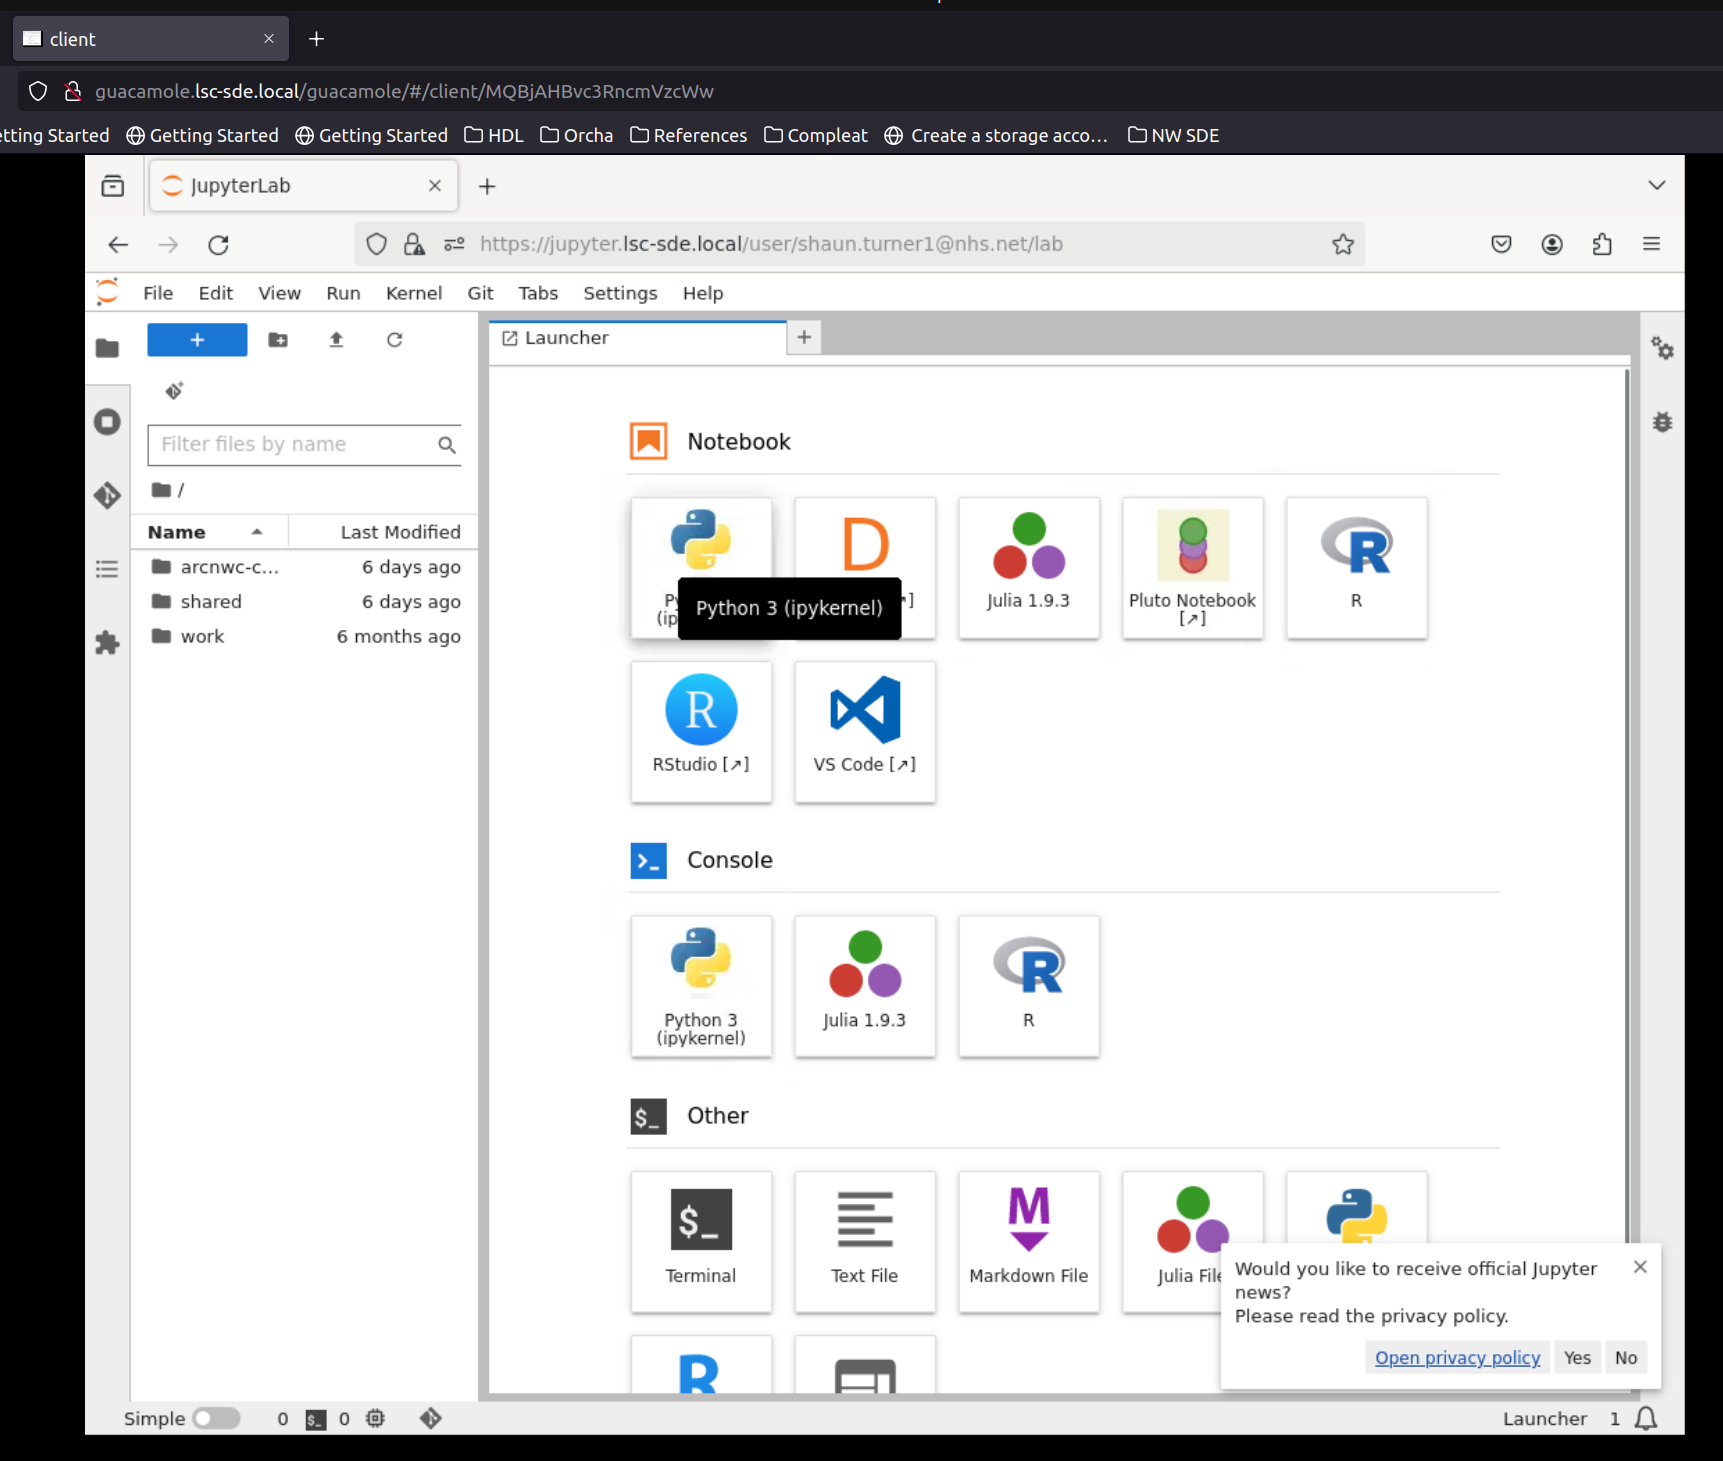 client
guacamole.lsc-sde.local/guacamole/#/client/MQBjAHBvc3RncmVzcWw
etting Started Getting Started Getting Started HDL Orcha References Compleat Create a storage acco... NW SDE
JupyterLab
https://jupyter.lsc-sde.local/user/shaun.turner1@nhs.net/lab
File Edit View Run Kernel Git Tabs Settings Help
Launcher
Filter files by name
/
Name Last Modified
arcnwc-c... 6 days ago
shared 6 days ago
work 6 months ago
Notebook
Python 3 (ipykernel)
Julia 1.9.3
Pluto Notebook
[↗]
R
RStudio [↗]
VS Code [↗]
Console
Python 3
(ipykernel)
Julia 1.9.3
R
Other
$_
Terminal
Text File
Markdown File
Julia File
Would you like to receive official Jupyter
news?
Please read the privacy policy.
Open privacy policy Yes No
Simple 0 $_ 0 Launcher 1